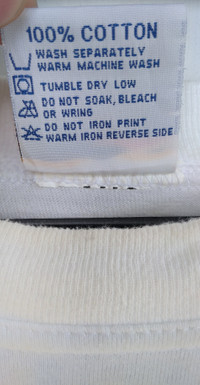 100% COTTON
WASH SEPARATELY
WARM MACHINE WASH
TUMBLE DRY LOW
DO NOT SOAK, BLEACH
OR WRING
DO NOT IRON PRINT
WARM IRON REVERSE SIDE